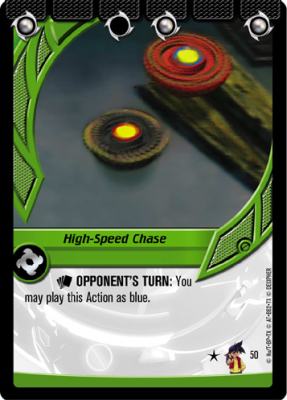 High-Speed Chase
OPPONENT'S TURN: You
may play this Action as blue.
50